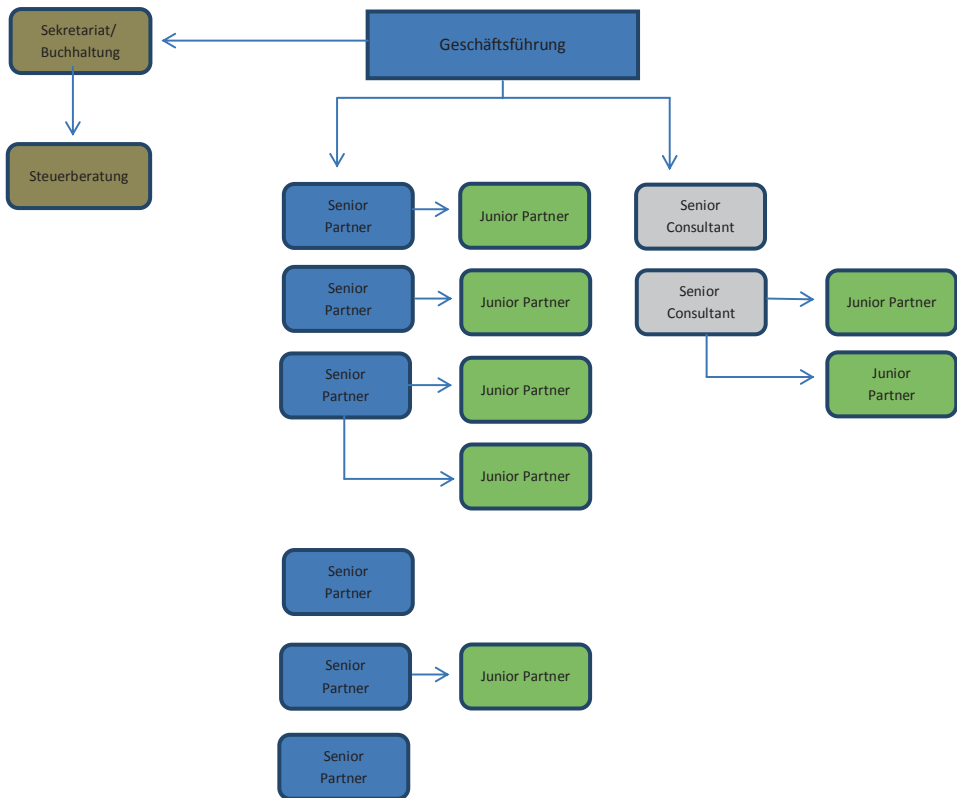 Sekretariat/
Buchhaltung
Geschäftsführung
Steuerberatung
Senior
Partner
Junior Partner
Senior
Consultant
Senior
Partner
Junior Partner
Senior
Consultant
Junior Partner
Senior
Partner
Junior Partner
Junior
Partner
Junior Partner
Senior
Partner
Senior
Partner
Junior Partner
Senior
Partner